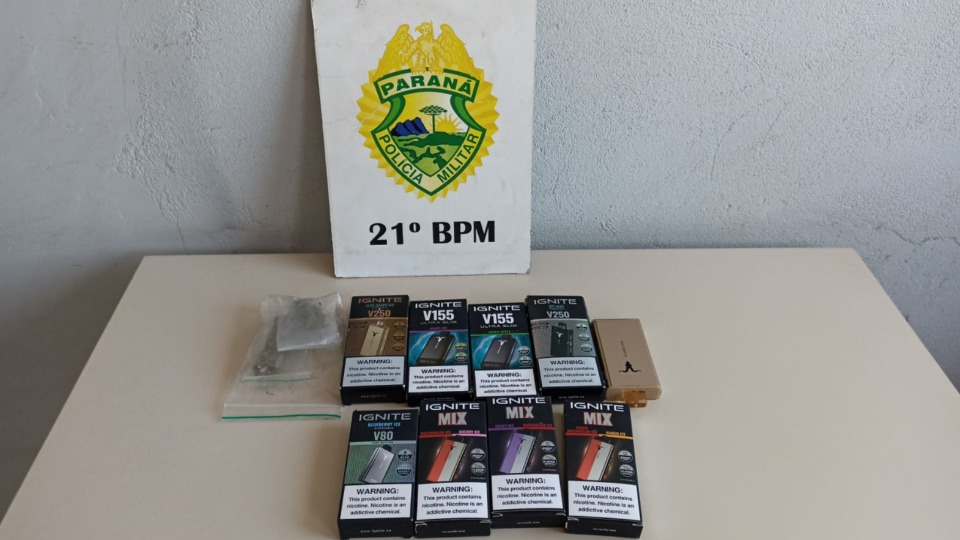 PARANÁ
POLICIA MILITAR
21º BPM
IGNITE
V250
WARNING:
This product contains
nicotine. Nicotine is an
addictive chemical.
IGNITE
V155
ULTRA SLIM
WARNING:
This product contains
nicotine. Nicotine is an
addictive chemical.
IGNITE
V155
ULTRA SLIM
WARNING:
This product contains
nicotine. Nicotine is an
addictive chemical.
IGNITE
V250
WARNING:
This product contains
nicotine. Nicotine is an
addictive chemical.
IGNITE
BLUEBERRY ICE
V80
WARNING:
This product contains
nicotine. Nicotine is an
addictive chemical.
IGNITE
MIX
WARNING:
This product contains
nicotine. Nicotine is an
addictive chemical.
IGNITE
MIX
WARNING:
This product contains
nicotine. Nicotine is an
addictive chemical.
IGNITE
MIX
WARNING:
This product contains
nicotine. Nicotine is an
addictive chemical.